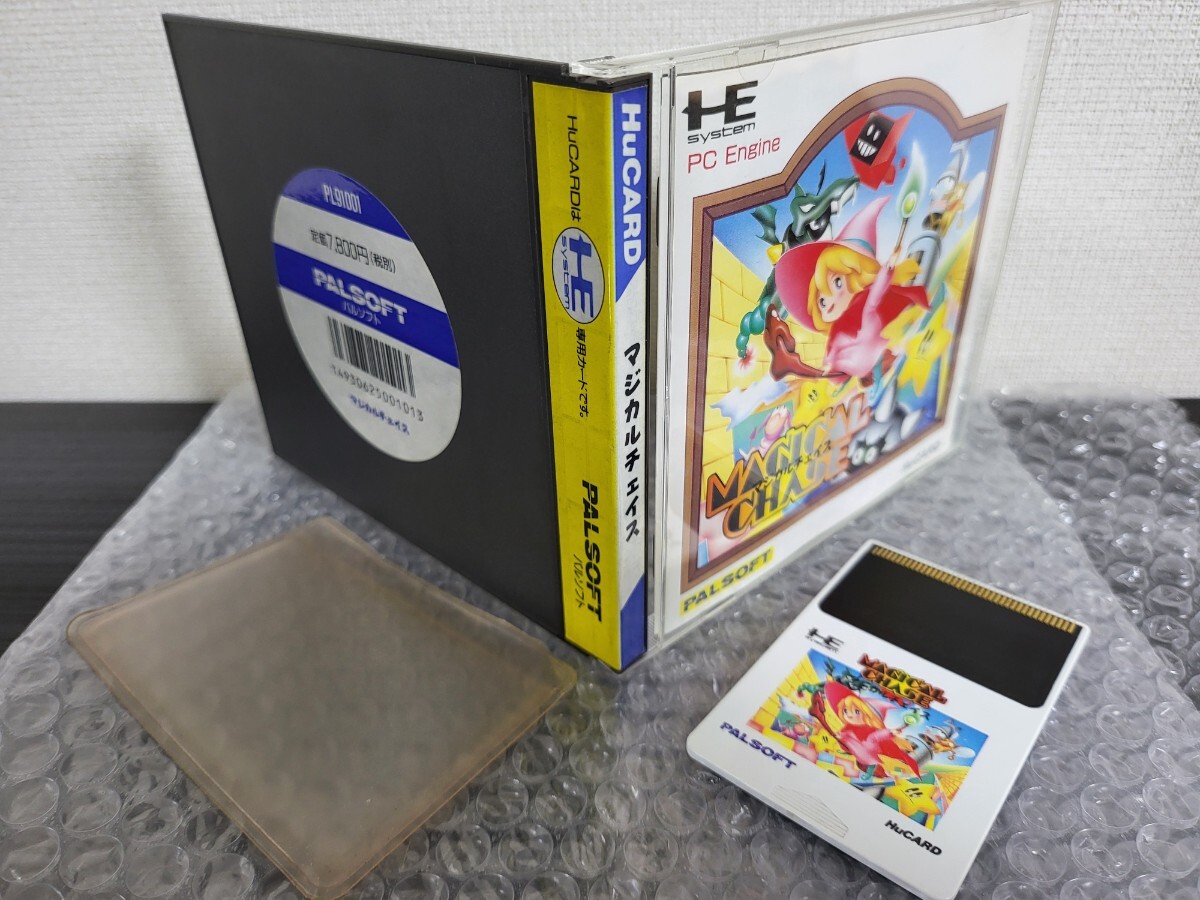 PL91001
定価7,800円(税別)
PALSOFT
パルソフト
T4930625001013
マジカルチェイス
HuCARDは
HE
system
専用カードです。
PALSOFT
パルソフト
HuCARD
マジカルチェイス
HE
system
PC Engine
MAGICAL
マジカルチェイス
CHASE
HuCARD
PALSOFT
HE
system
MAGICAL
CHASE
PALSOFT
HuCARD